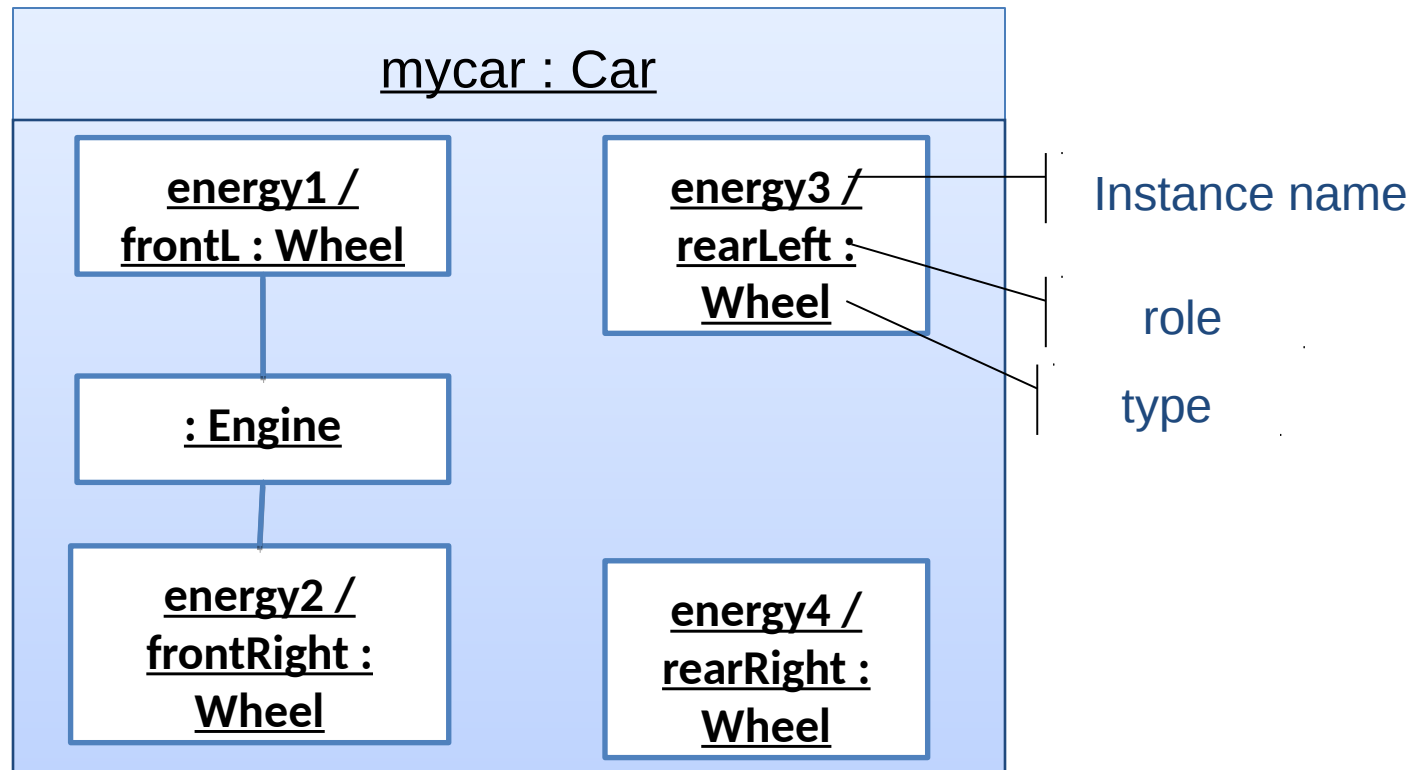 mycar : Car
energy1 /
frontL : Wheel
energy3 /
rearLeft :
Wheel
Instance name
role
type
: Engine
energy2 /
frontRight :
Wheel
energy4 /
rearRight :
Wheel